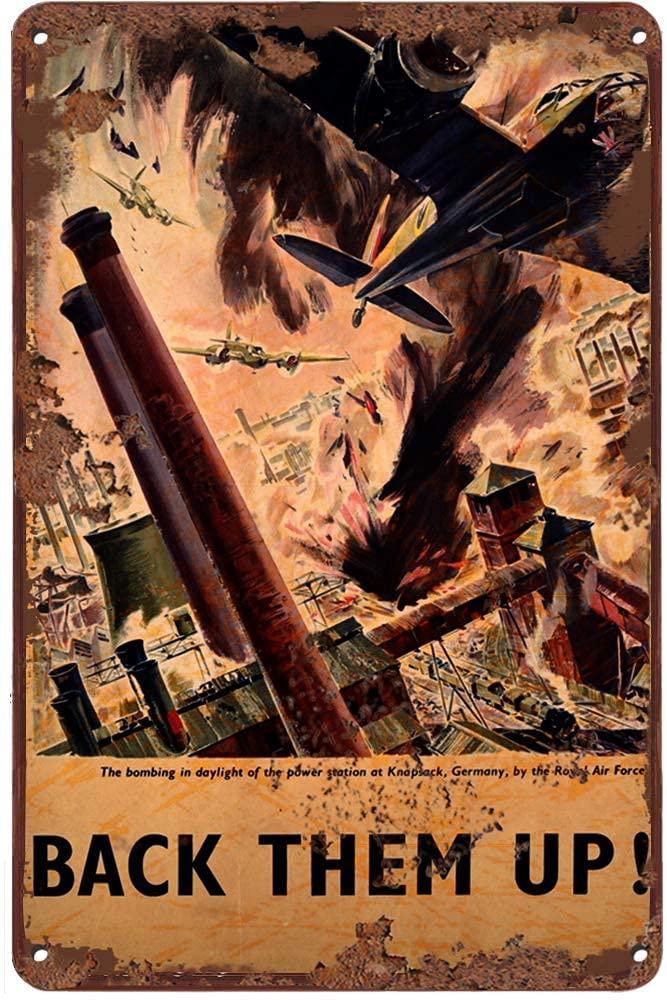 The bombing in daylight of the power station at Knapsack, Germany, by the Royal Air Force
BACK THEM UP!